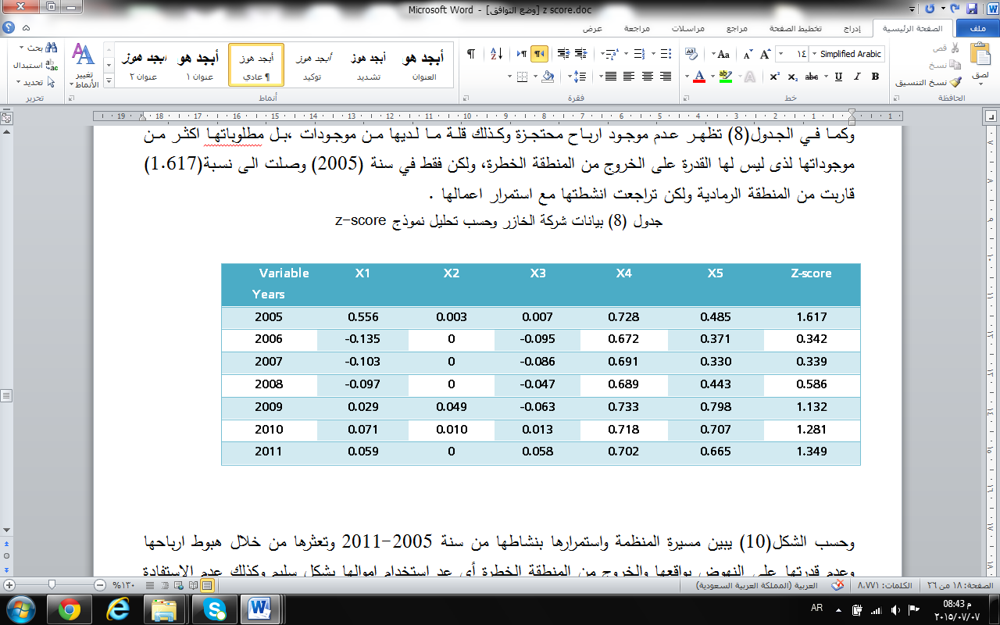 z score.doc [وضع التوافق] - Microsoft Word
ملف
الصفحة الرئيسية
إدراج
تخطيط الصفحة
مراجع
مراسلات
مراجعة
عرض
لصق
قص
نسخ
نسخ التنسيق
الحافظة
Simplified Arabic
١٤
خط
فقرة
أبجد هو
العنوان
أبجد هوز
تشديد
أبجد هوز
توكيد
أبجد هوز
¶ عادي
أبجد هو
عنوان ١
أبجد هوز
عنوان ٢
تغيير الأنماط
أنماط
بحث
استبدال
تحديد
تحرير
وكما في الجدول(8) تظهر عدم موجود ارباح محتجزة وكذلك قلة ما لديها من موجودات ،بل مطلوباتها اكثر من
موجوداتها لذى ليس لها القدرة على الخروج من المنطقة الخطرة، ولكن فقط في سنة (2005) وصلت الى نسبة(1.617)
قاربت من المنطقة الرمادية ولكن تراجعت انشطتها مع استمرار اعمالها .
جدول (8) بيانات شركة الخازر وحسب تحليل نموذج z-score
Variable X1 X2 X3 X4 X5 Z-score
Years
2005 0.556 0.003 0.007 0.728 0.485 1.617
2006 -0.135 0 -0.095 0.672 0.371 0.342
2007 -0.103 0 -0.086 0.691 0.330 0.339
2008 -0.097 0 -0.047 0.689 0.443 0.586
2009 0.029 0.049 -0.063 0.733 0.798 1.132
2010 0.071 0.010 0.013 0.718 0.707 1.281
2011 0.059 0 0.058 0.702 0.665 1.349
وحسب الشكل(10) يبين مسيرة المنظمة واستمرارها بنشاطها من سنة 2005-2011 وتعثرها من خلال هبوط ارباحها
وعدم قدرتها على النهوض بواقعها والخروج من المنطقة الخطرة أي عد استخدام اموالها بشكل سليم وكذلك عدم الاستفادة
الصفحة: ١٨ من ٢٦
الكلمات: ٨،٧٧١
العربية (المملكة العربية السعودية)
١٣٠%
AR
08:43 م
٢٠١٥/٠٧/٠٧